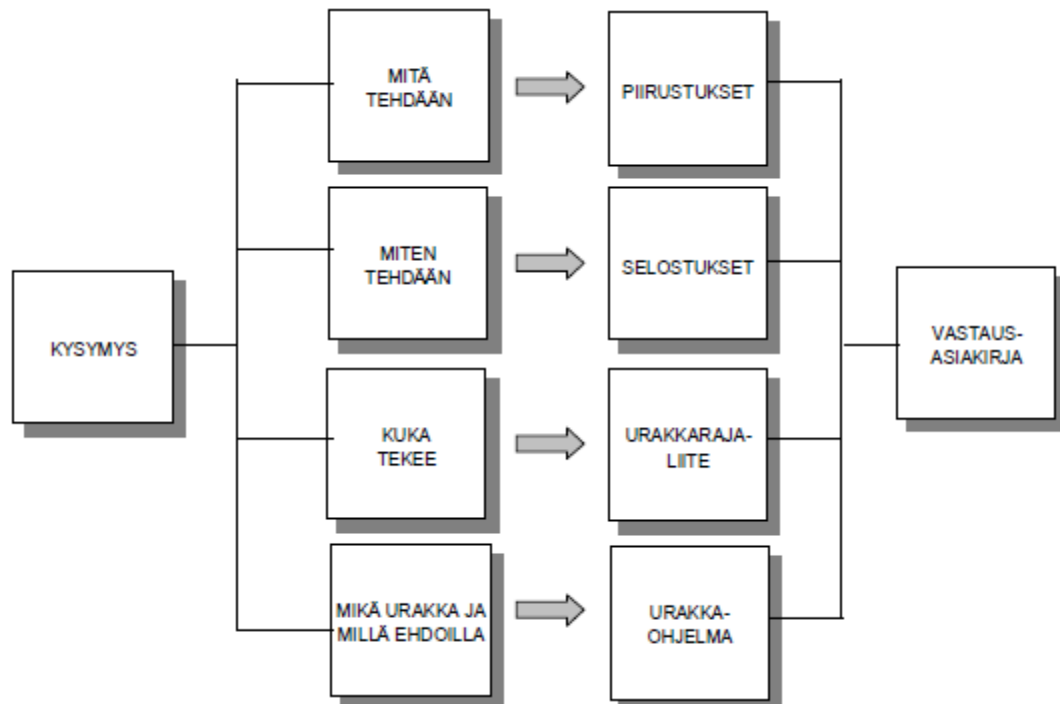 MITÄ
TEHDÄÄN
PIIRUSTUKSET
MITEN
TEHDÄÄN
SELOSTUKSET
KYSYMYS
VASTAUS-
ASIAKIRJA
KUKA
TEKEE
URAKKARAJA-
LIITE
MIKÄ URAKKA JA
MILLÄ EHDOILLA
URAKKA-
OHJELMA